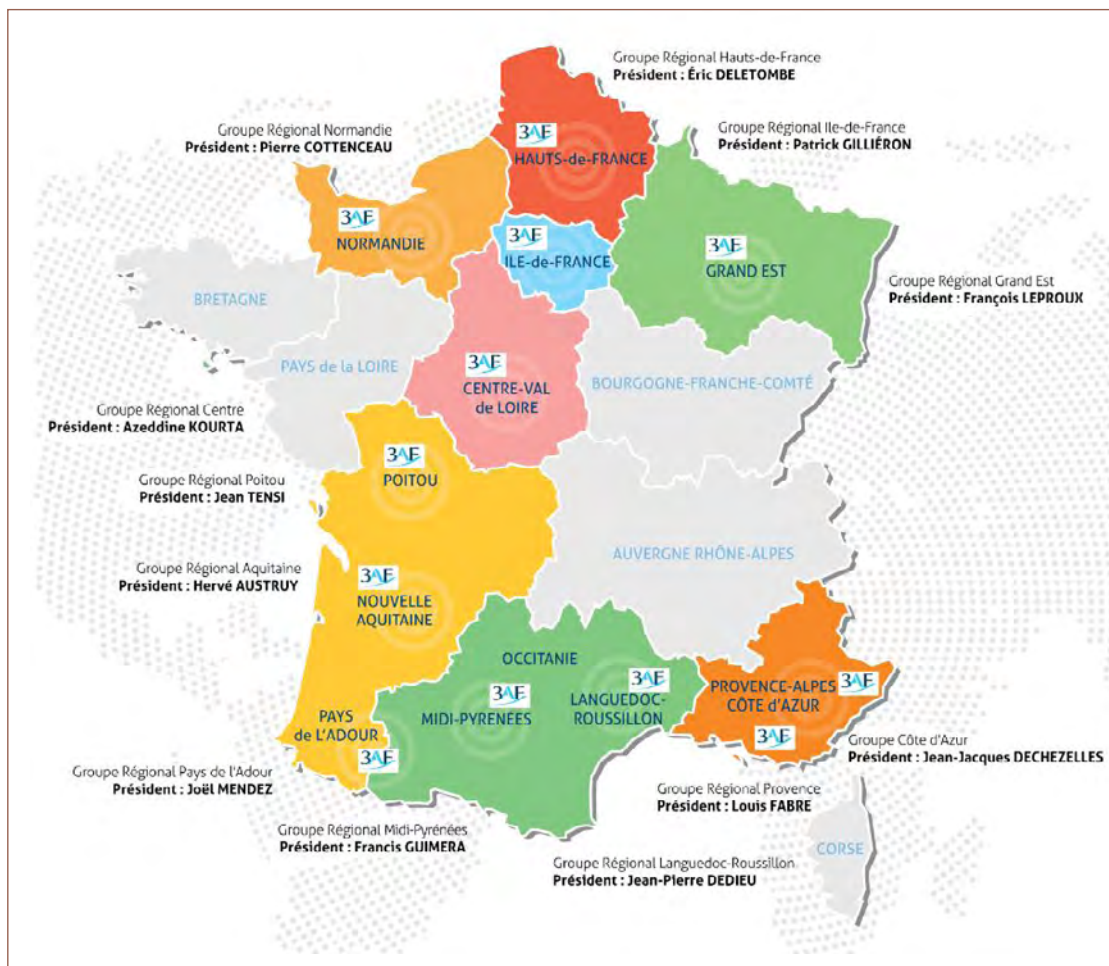 Groupe Régional Hauts-de-France
Président : Éric DELETOMBE
Groupe Régional Normandie
Président : Pierre COTTENCEAU
Groupe Régional Ile-de-France
Président : Patrick GILLIÉRON
3AF
HAUTS-de-FRANCE
3AF
NORMANDIE
3AF
ILE-de-FRANCE
3AF
GRAND EST
Groupe Régional Grand Est
Président : François LEPROUX
BRETAGNE
PAYS de la LOIRE
3AF
CENTRE-VAL
de LOIRE
BOURGOGNE-FRANCHE-COMTÉ
Groupe Régional Centre
Président : Azeddine KOURTA
3AF
POITOU
Groupe Régional Poitou
Président : Jean TENSI
AUVERGNE RHÔNE-ALPES
Groupe Régional Aquitaine
Président : Hervé AUSTRUY
3AF
NOUVELLE
AQUITAINE
OCCITANIE
3AF
MIDI-PYRENÉES
3AF
LANGUEDOC-
ROUSSILLON
PROVENCE-ALPES
CÔTE d'AZUR
3AF
3AF
PAYS
de L'ADOUR
3AF
Groupe Côte d'Azur
Président : Jean-Jacques DECHEZELLES
Groupe Régional Pays de l'Adour
Président : Joël MENDEZ
Groupe Régional Provence
Président : Louis FABRE
Groupe Régional Midi-Pyrénées
Président : Francis GUIMERA
CORSE
Groupe Régional Languedoc-Roussillon
Président : Jean-Pierre DEDIEU